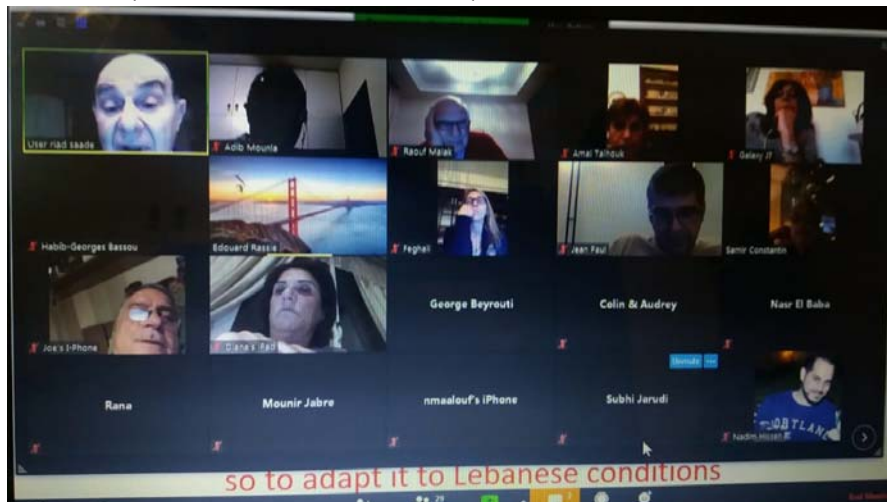 User riad saade
Adib Mounla
Raouf Malak
Amal Talhouk
Galaxy J7
Habib-Georges Bassou
Edouard Rassie
Feghali
Jean Paul
Samir Constantin
Joe's I-Phone
Diana's iPad
George Beyrouti
Colin & Audrey
Nasr El Baba
Rana
Mounir Jabre
nmaalouf's iPhone
Unmute
Subhi Jarudi
Nadim
so to adapt it to Lebanese conditions
29